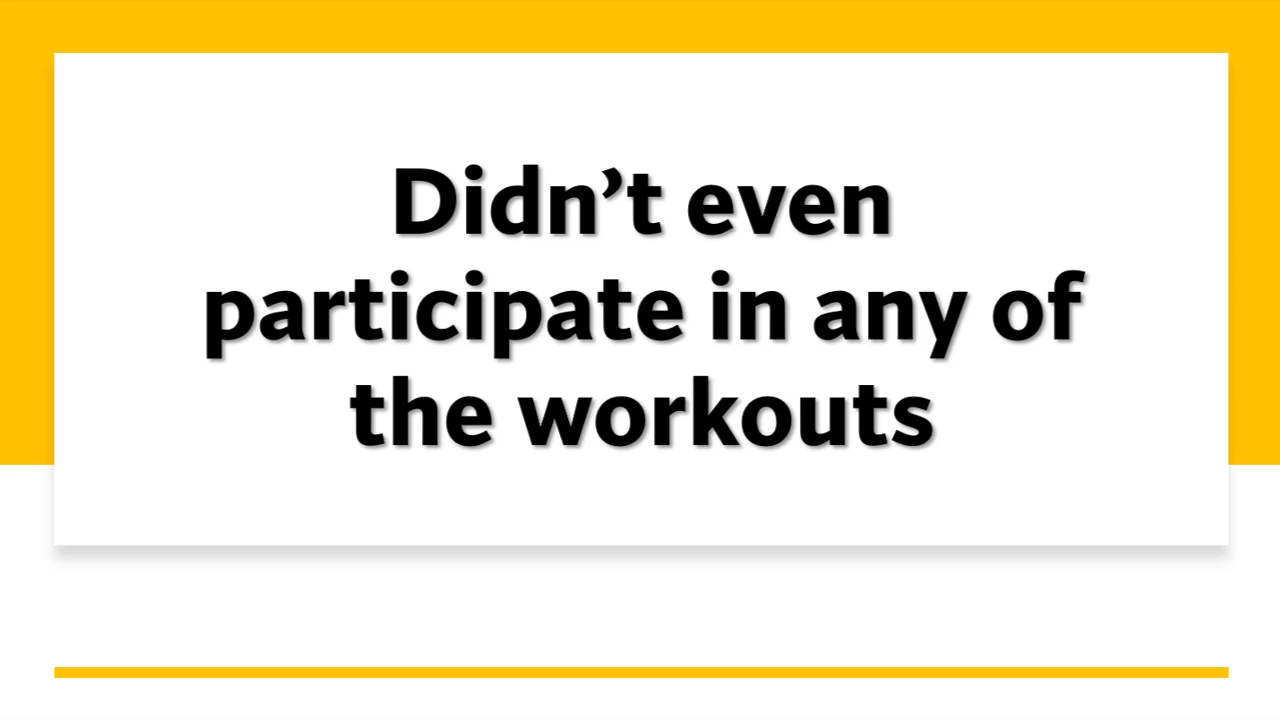 Didn’t even
participate in any of
the workouts